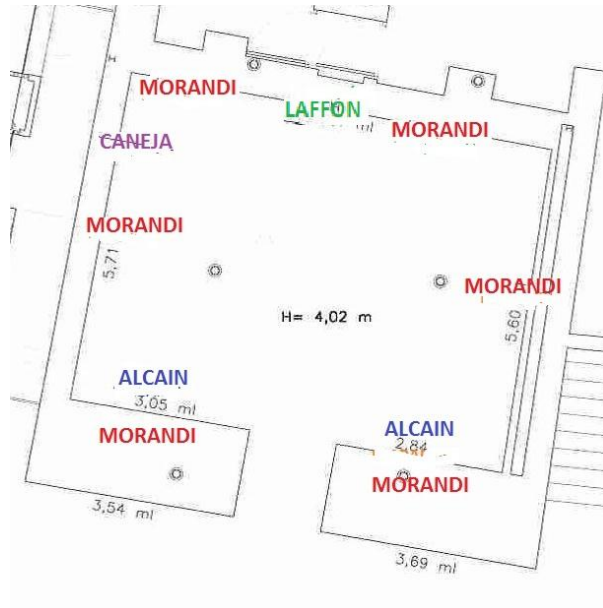 MORANDI
LAFFON
ml
MORANDI
CANEJA
MORANDI
5,71
MORANDI
H= 4,02 m
5,60
ALCAIN
3,05 ml
ALCAIN
2,84
MORANDI
MORANDI
3,54 ml
3,69 ml